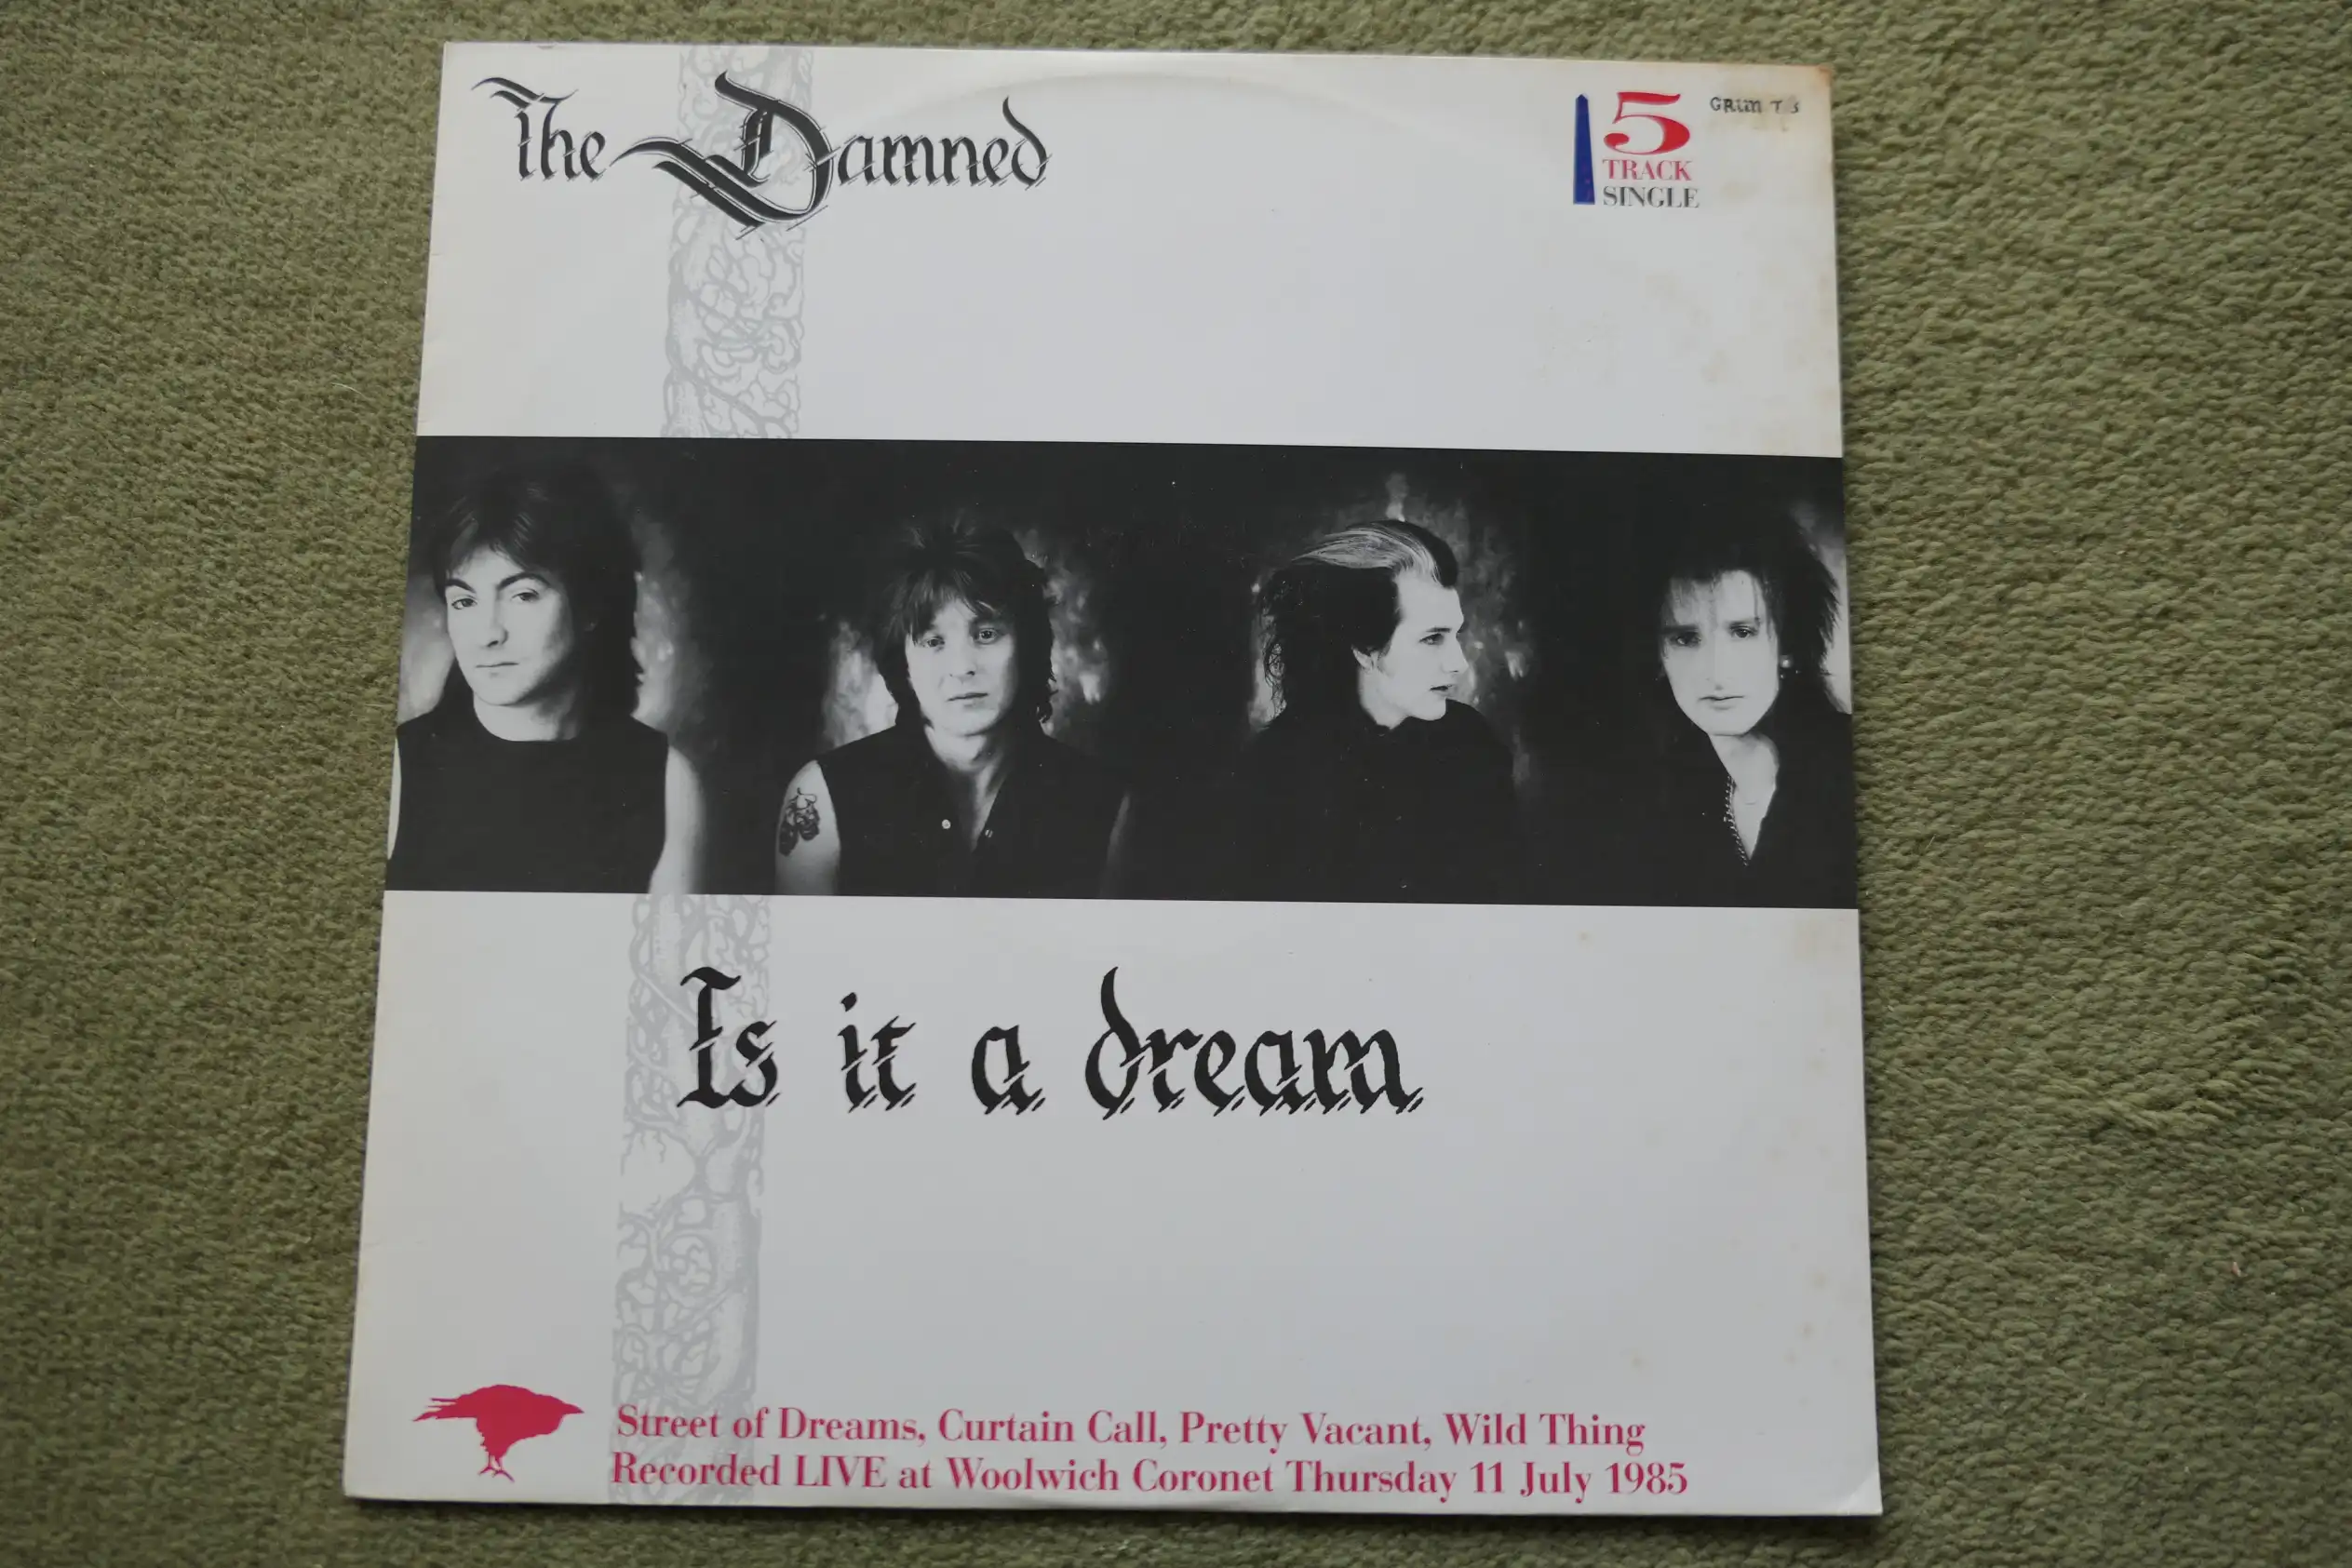 The Damned
5
TRACK
SINGLE
GRIM T
Is it a dream
Street of Dreams, Curtain Call, Pretty Vacant, Wild Thing
Recorded LIVE at Woolwich Coronet Thursday 11 July 1985